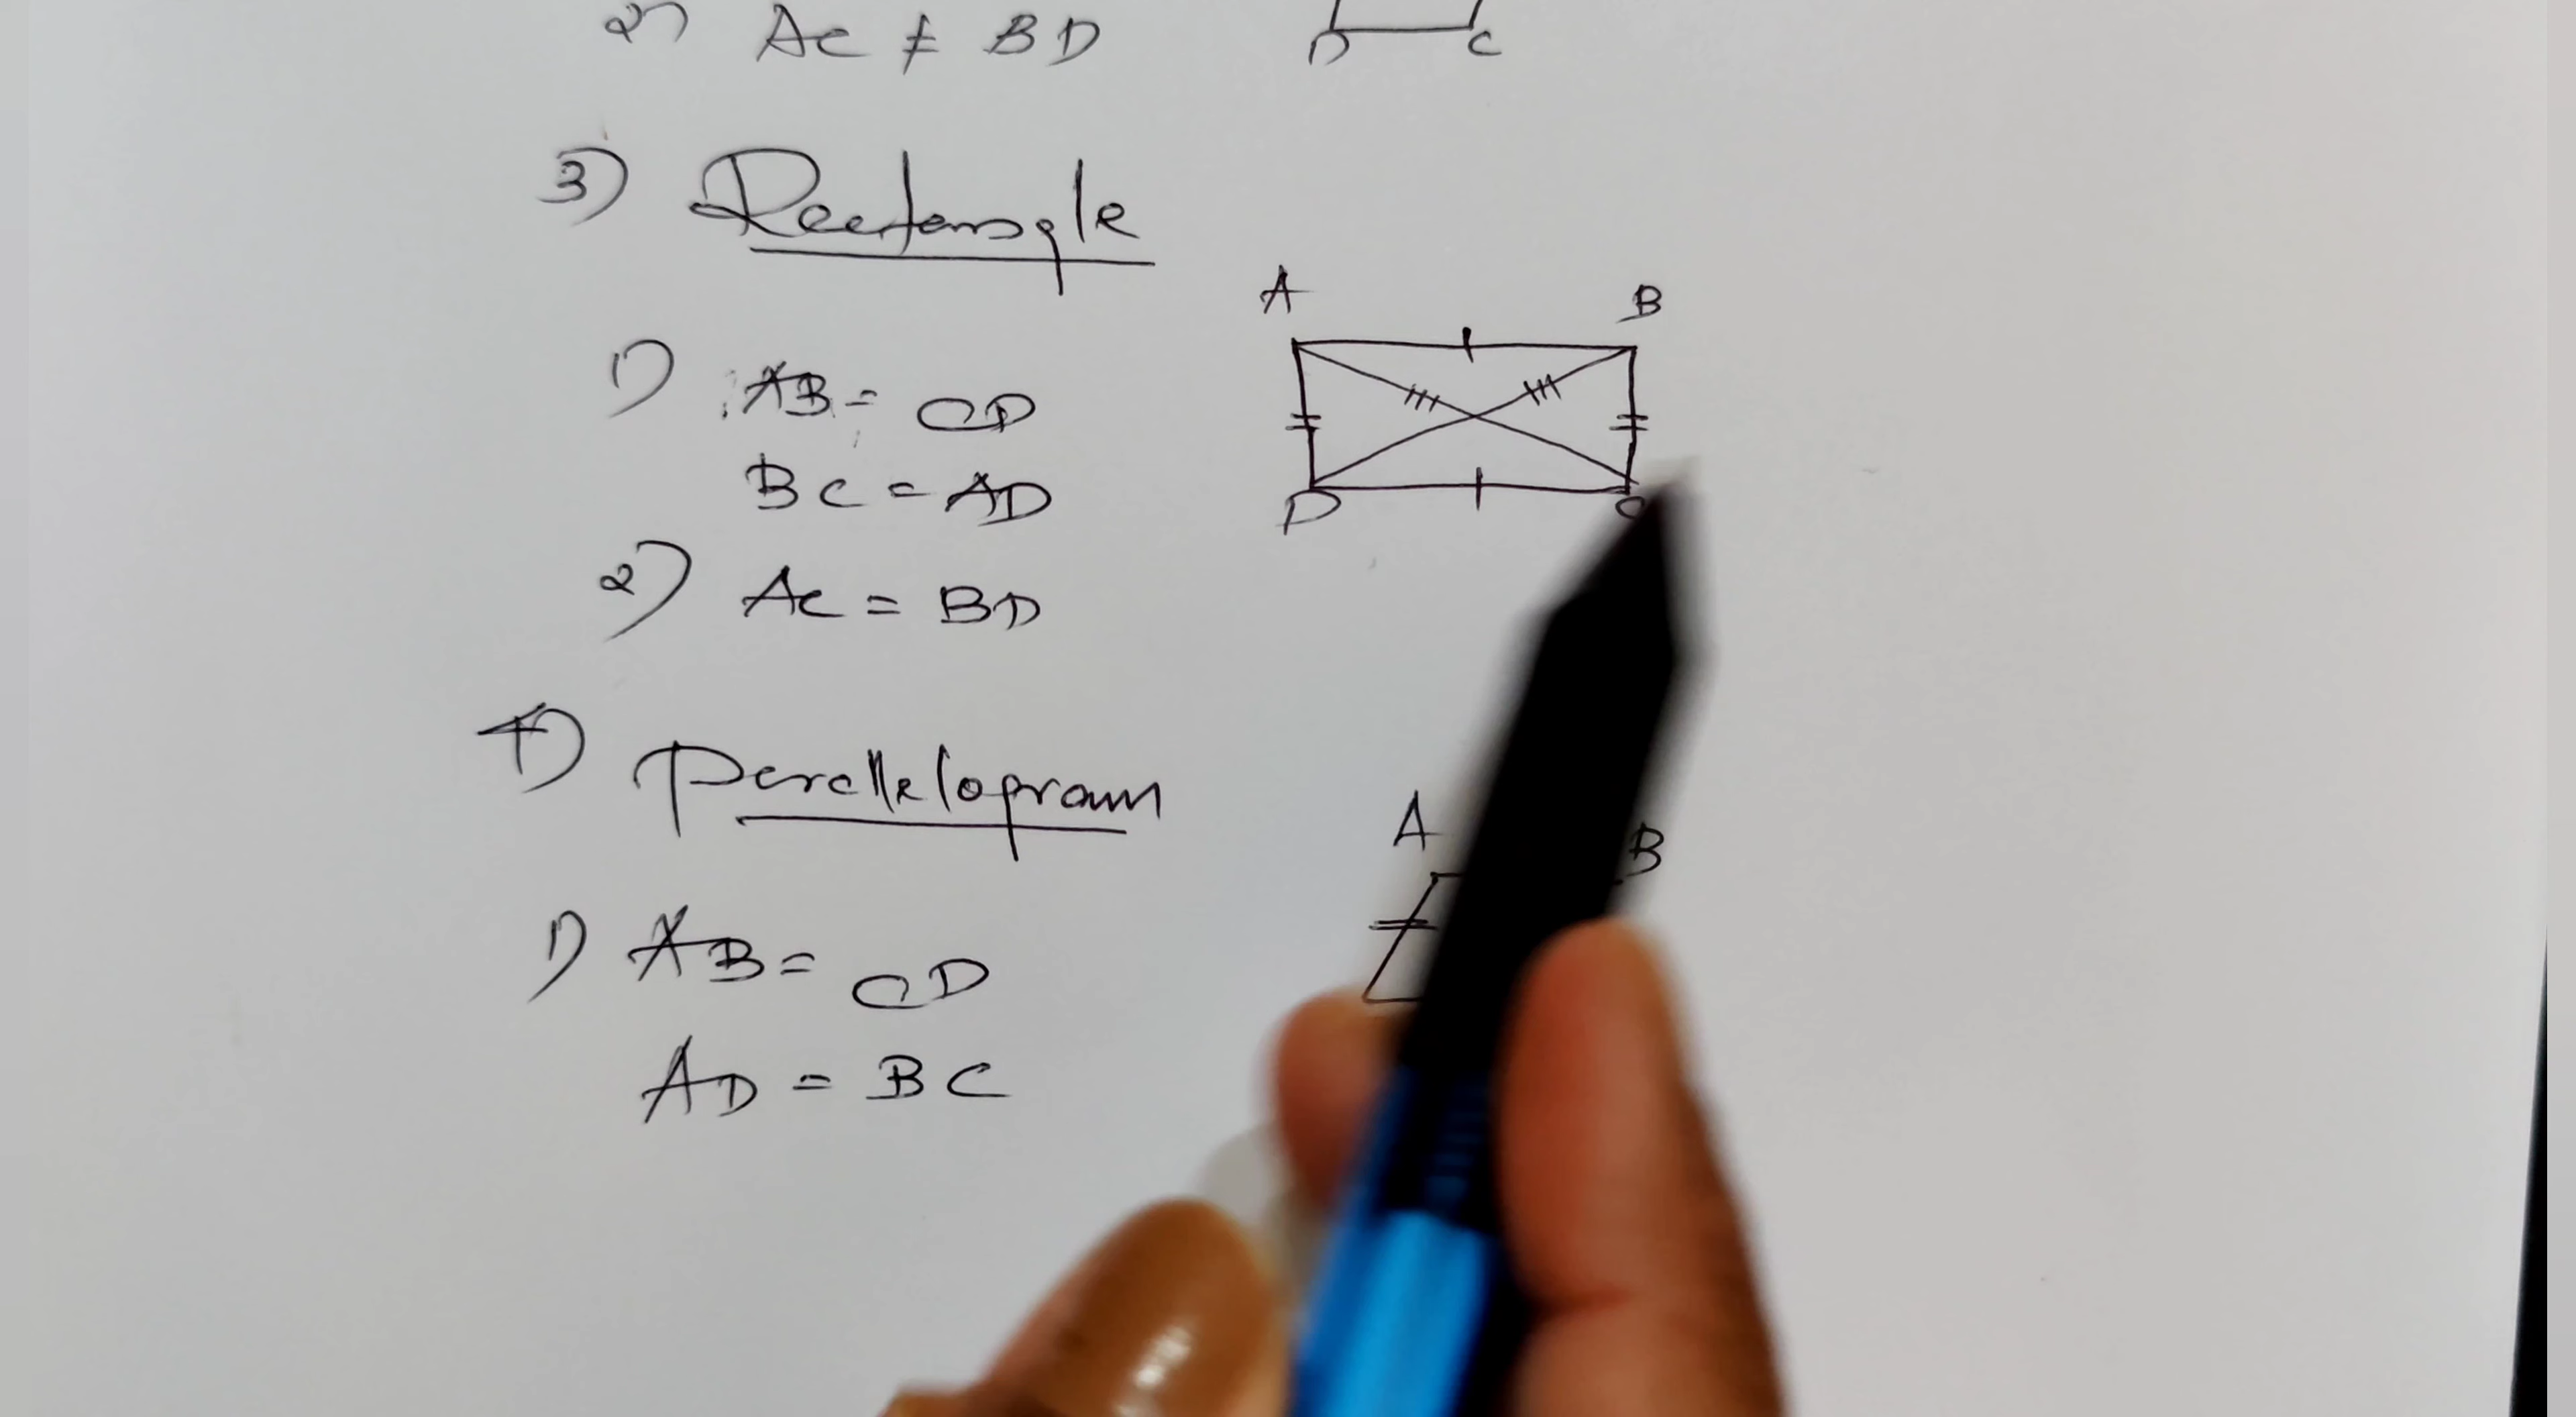 2) AC ≠ BD
D C
3) Rectangle
A B
1) AB = CD
BC = AD
D C
2) AC = BD
4) Parallelogram
A B
1) AB = CD
AD = BC